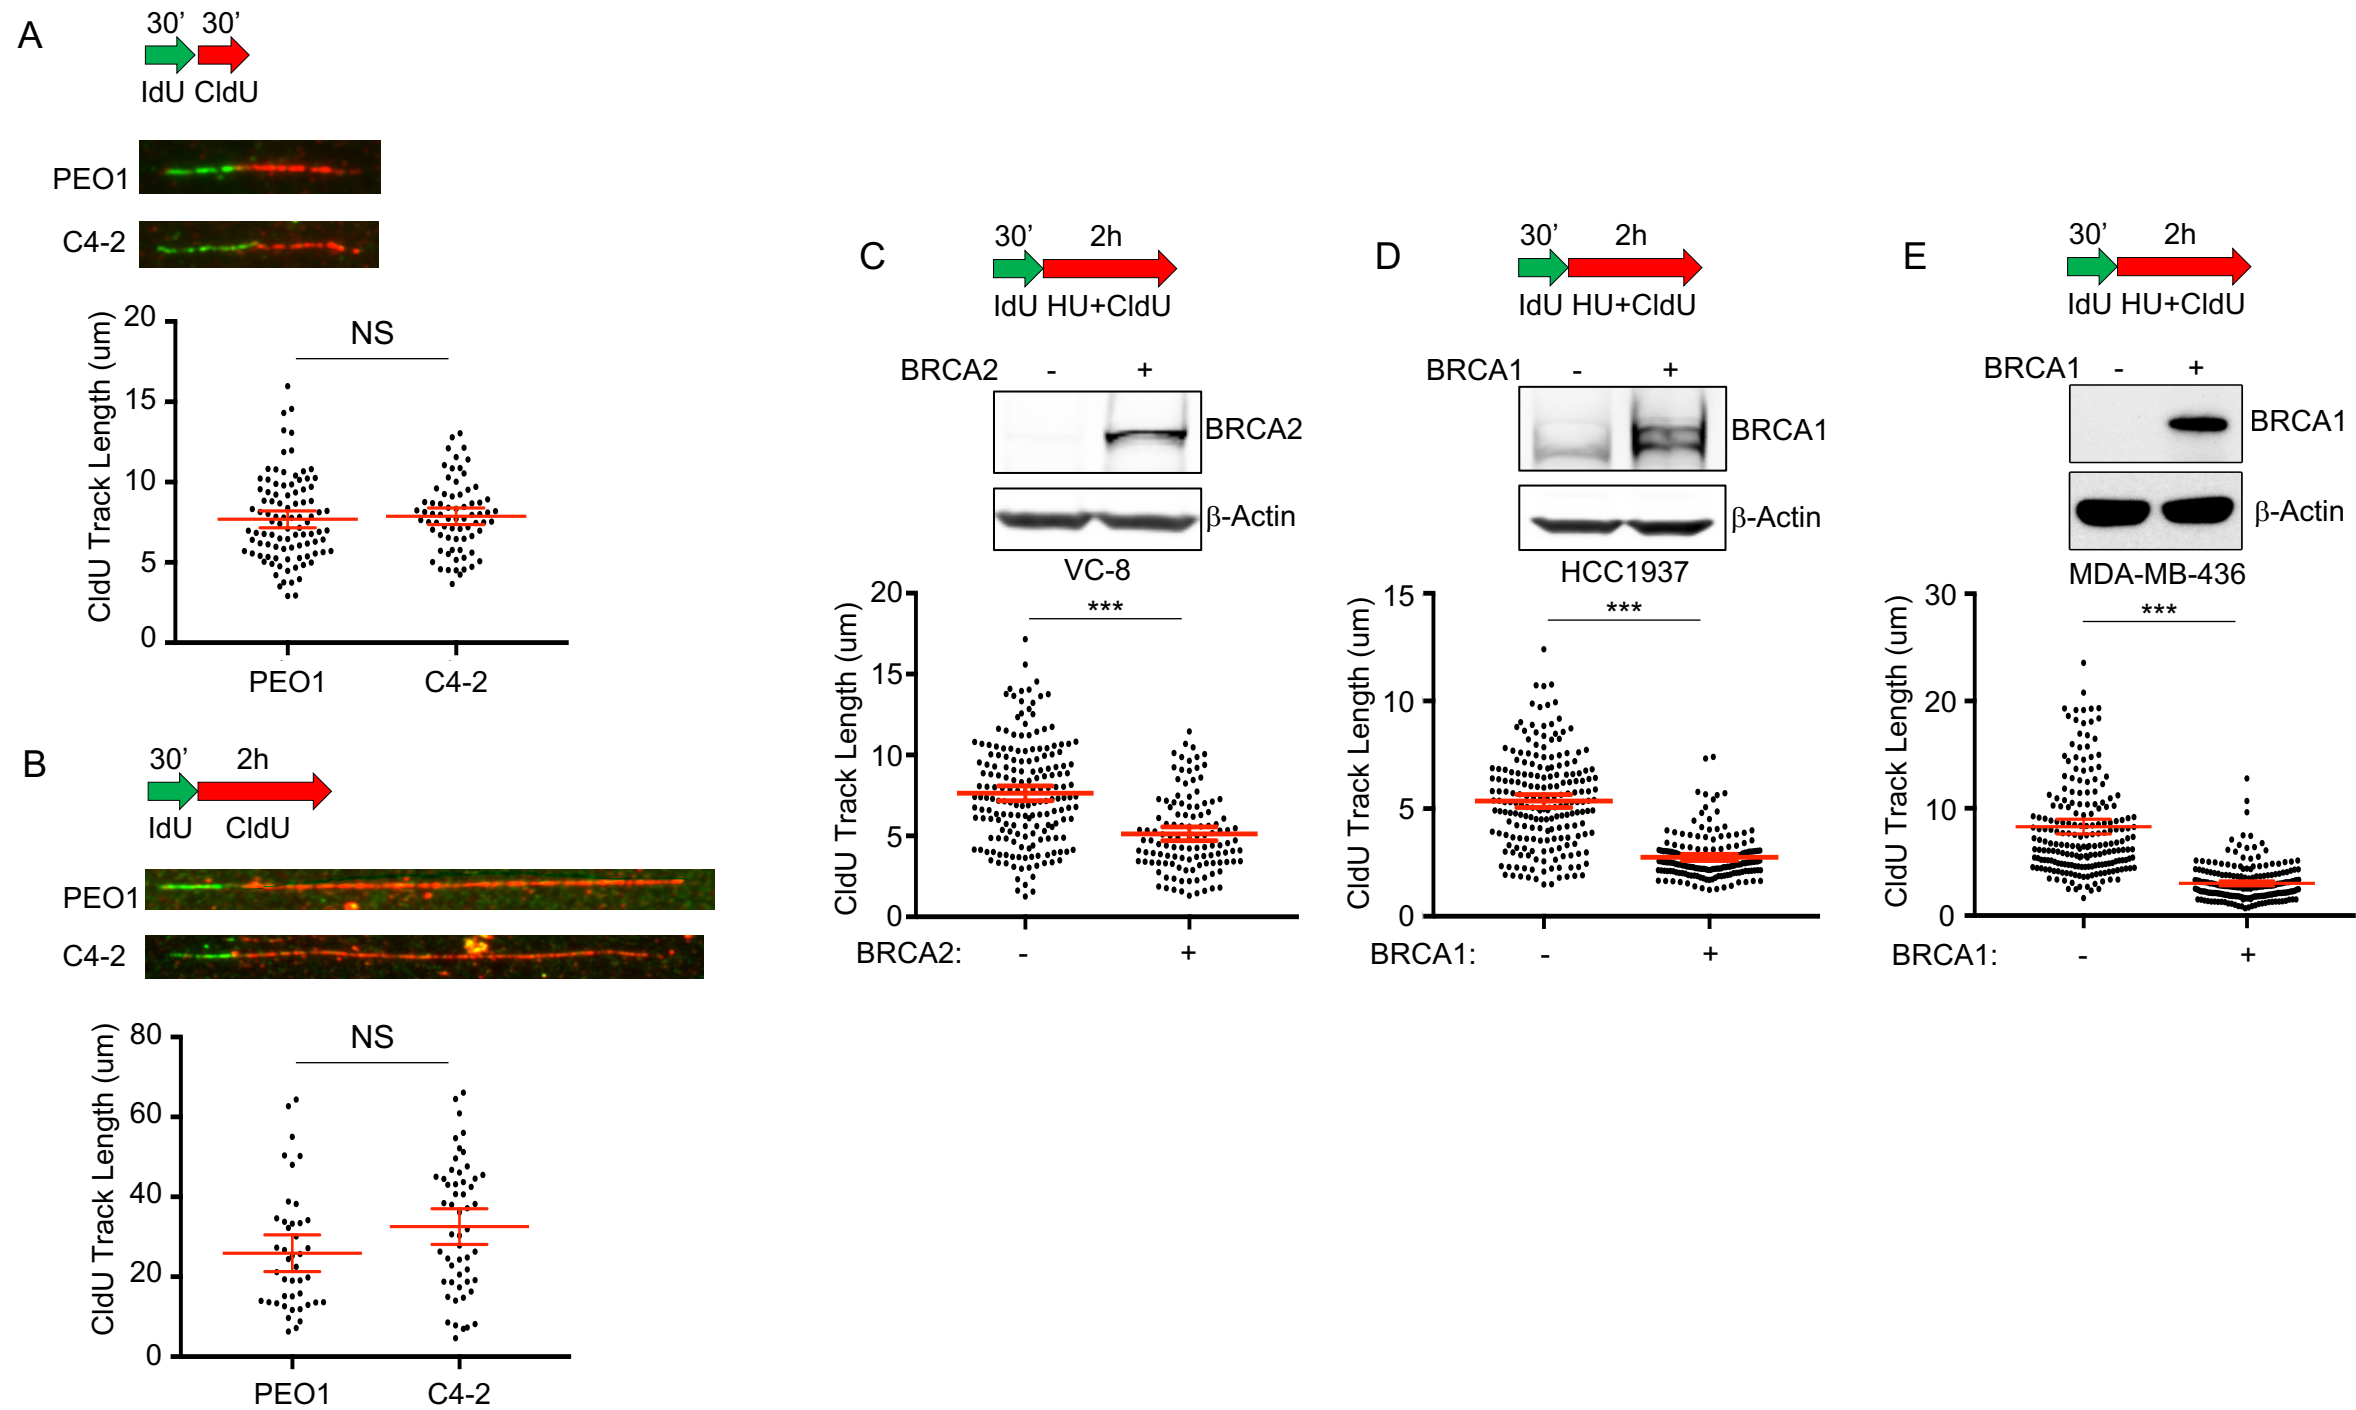 A
30’ 30’
IdU CldU
PEO1
C4-2
CldU Track Length (um)
20
15
10
5
0
NS
PEO1 C4-2
B
30’ 2h
IdU CldU
PEO1
C4-2
CldU Track Length (um)
80
60
40
20
0
NS
PEO1 C4-2
C
30’ 2h
IdU HU+CldU
BRCA2 - +
BRCA2
β-Actin
VC-8
CldU Track Length (um)
20
15
10
5
0
***
BRCA2: - +
D
30’ 2h
IdU HU+CldU
BRCA1 - +
BRCA1
β-Actin
HCC1937
CldU Track Length (um)
15
10
5
0
***
BRCA1: - +
E
30’ 2h
IdU HU+CldU
BRCA1 - +
BRCA1
β-Actin
MDA-MB-436
CldU Track Length (um)
30
20
10
0
***
BRCA1: - +